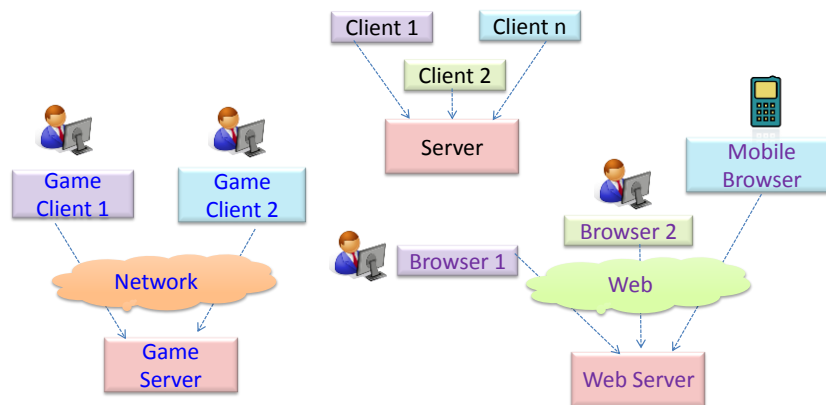 Client 1
Client n
Client 2
Server
Game
Client 1
Game
Client 2
Network
Game
Server
Mobile
Browser
Browser 2
Browser 1
Web
Web Server